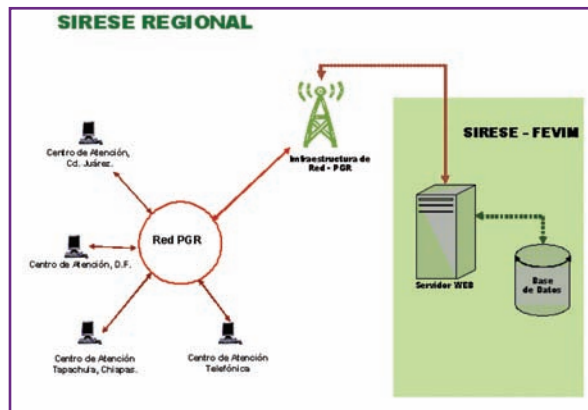 SIRESE REGIONAL
Centro de Atención,
Cd. Juárez.
Centro de Atención, D.F.
Centro de Atención
Tapachula, Chiapas.
Centro de Atención
Telefónica
Red PGR
Infraestructura de
Red - PGR
SIRESE - FEVIM
Servidor WEB
Base
de Datos